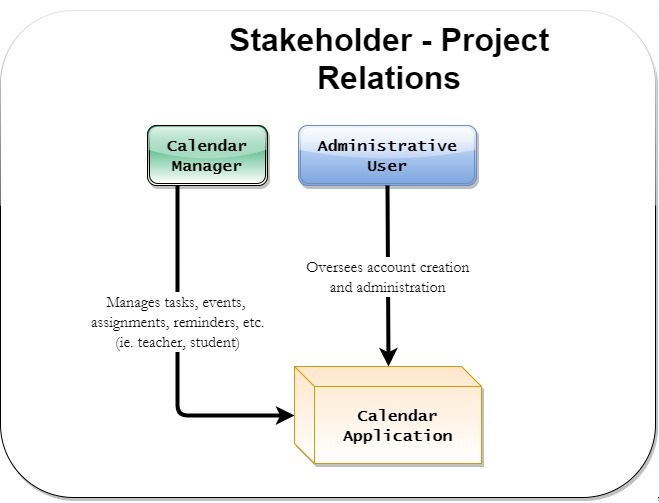 Stakeholder - Project
Relations
Calendar
Manager
Administrative
User
Oversees account creation
and administration
Manages tasks, events,
assignments, reminders, etc.
(ie. teacher, student)
Calendar
Application